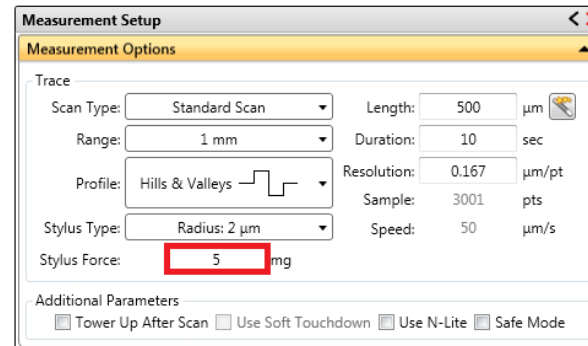 Measurement Setup
Measurement Options
Trace
Scan Type: Standard Scan Length: 500 µm
Range: 1 mm Duration: 10 sec
Profile: Hills & Valleys Resolution: 0.167 µm/pt
Sample: 3001 pts
Stylus Type: Radius: 2 µm Speed: 50 µm/s
Stylus Force: 5 mg
Additional Parameters
Tower Up After Scan Use Soft Touchdown Use N-Lite Safe Mode